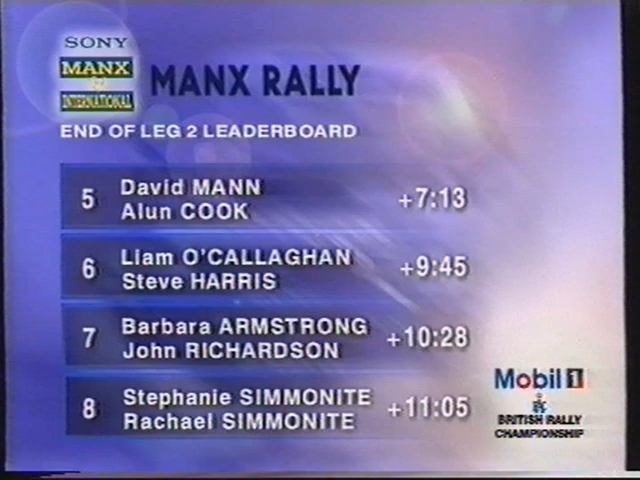 SONY
MANX
INTERNATIONAL
MANX RALLY
END OF LEG 2 LEADERBOARD
5 David MANN
Alun COOK +7:13
6 Liam O'CALLAGHAN
Steve HARRIS +9:45
7 Barbara ARMSTRONG
John RICHARDSON +10:28
8 Stephanie SIMMONITE
Rachael SIMMONITE +11:05
Mobil 1
BRITISH RALLY
CHAMPIONSHIP